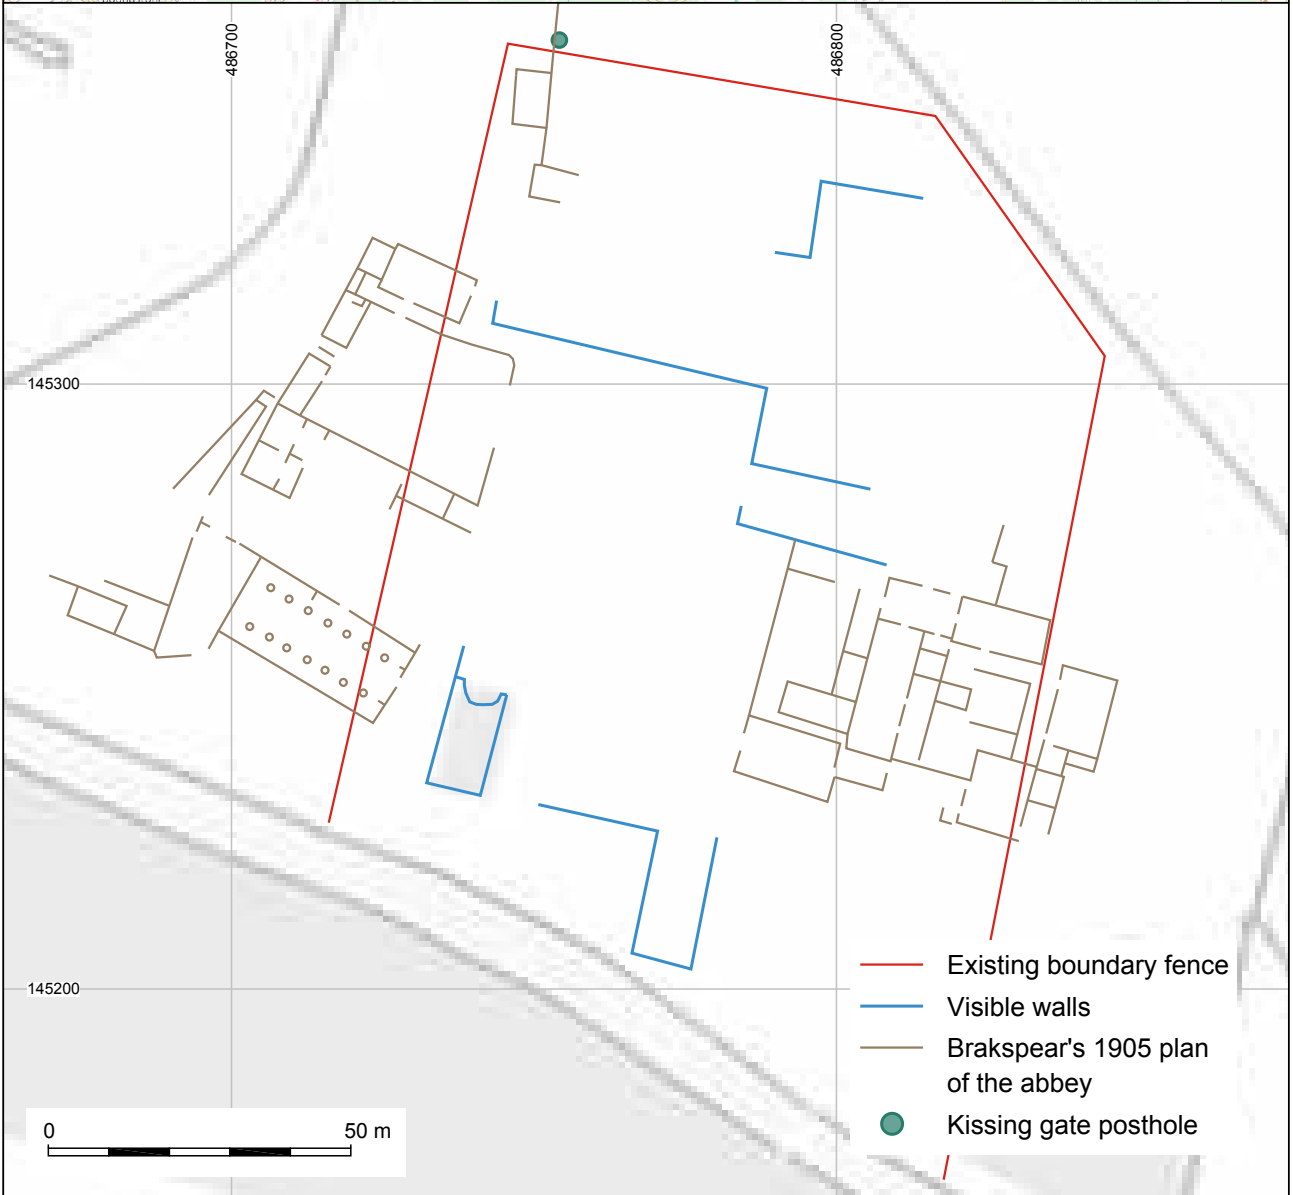 486700
486800
145300
145200
Existing boundary fence
Visible walls
Brakspear's 1905 plan
of the abbey
Kissing gate posthole
0 50 m